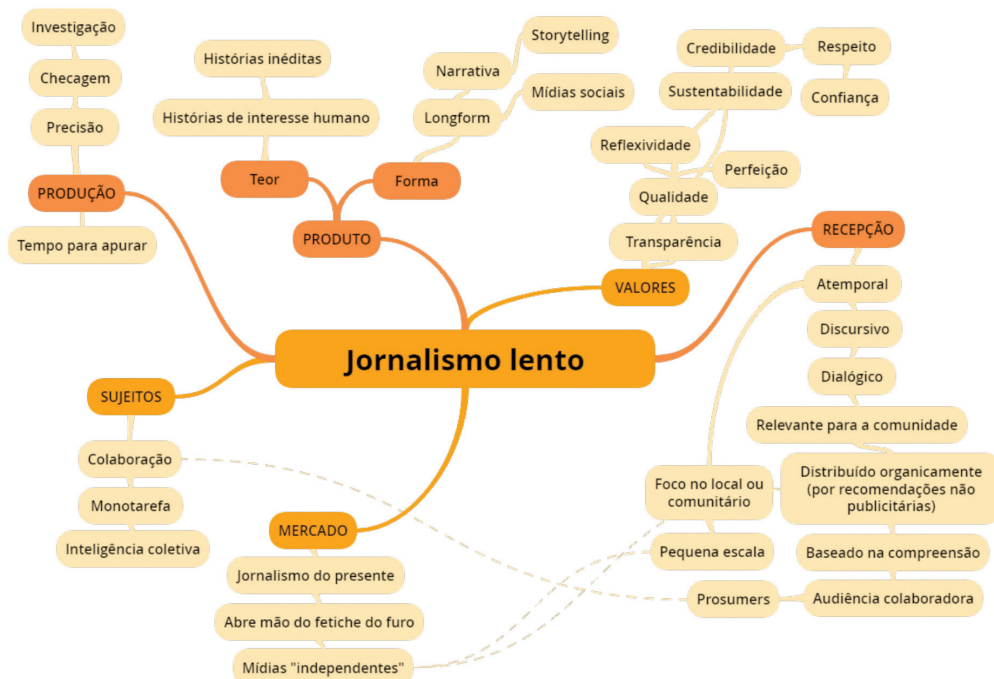 Jornalismo lento
PRODUÇÃO
Investigação
Checagem
Precisão
Tempo para apurar
PRODUTO
Teor
Histórias inéditas
Histórias de interesse humano
Forma
Storytelling
Narrativa
Longform
Mídias sociais
VALORES
Credibilidade
Respeito
Confiança
Sustentabilidade
Reflexividade
Perfeição
Qualidade
Transparência
RECEPÇÃO
Atemporal
Discursivo
Dialógico
Relevante para a comunidade
Distribuído organicamente
(por recomendações não
publicitárias)
Baseado na compreensão
Audiência colaboradora
Prosumers
Foco no local ou
comunitário
Pequena escala
SUJEITOS
Colaboração
Monotarefa
Inteligência coletiva
MERCADO
Jornalismo do presente
Abre mão do fetiche do furo
Mídias "independentes"